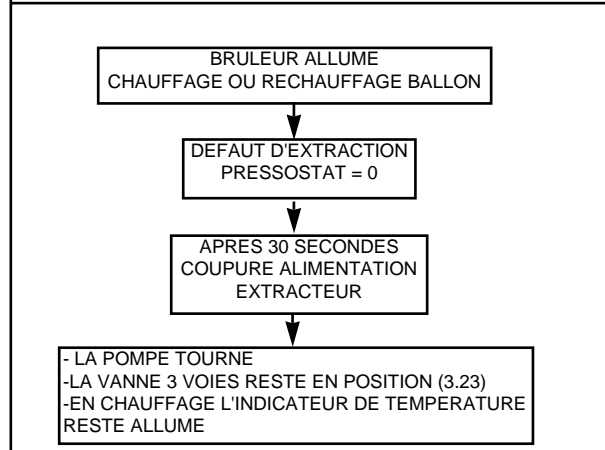 BRULEUR ALLUME
CHAUFFAGE OU RECHAUFFAGE BALLON
DEFAUT D'EXTRACTION
PRESSOSTAT = 0
APRES 30 SECONDES
COUPURE ALIMENTATION
EXTRACTEUR
- LA POMPE TOURNE
-LA VANNE 3 VOIES RESTE EN POSITION (3.23)
-EN CHAUFFAGE L'INDICATEUR DE TEMPERATURE
RESTE ALLUME